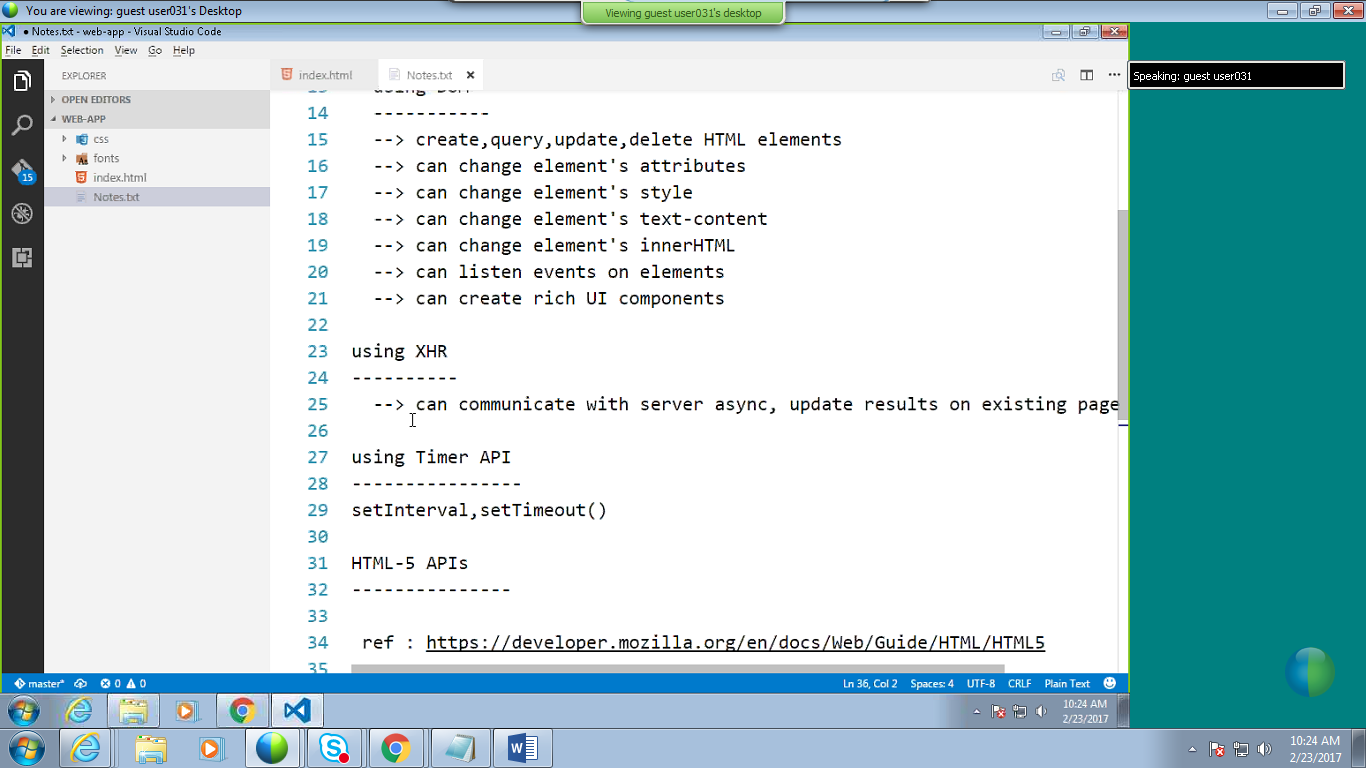 You are viewing: guest user031's Desktop
Viewing guest user031's desktop
Notes.txt - web-app - Visual Studio Code
File Edit Selection View Go Help
Speaking: guest user031
EXPLORER
OPEN EDITORS
WEB-APP
css
fonts
index.html
Notes.txt
15
index.html
Notes.txt
13 using DOM
14 -----------
15 --> create,query,update,delete HTML elements
16 --> can change element's attributes
17 --> can change element's style
18 --> can change element's text-content
19 --> can change element's innerHTML
20 --> can listen events on elements
21 --> can create rich UI components
22
23 using XHR
24 ----------
25 --> can communicate with server async, update results on existing page
26
27 using Timer API
28 ----------------
29 setInterval,setTimeout()
30
31 HTML-5 APIs
32 ---------------
33
34 ref : https://developer.mozilla.org/en/docs/Web/Guide/HTML/HTML5
35
master* 0 0 Ln 36, Col 2 Spaces: 4 UTF-8 CRLF Plain Text
10:24 AM
2/23/2017
10:24 AM
2/23/2017